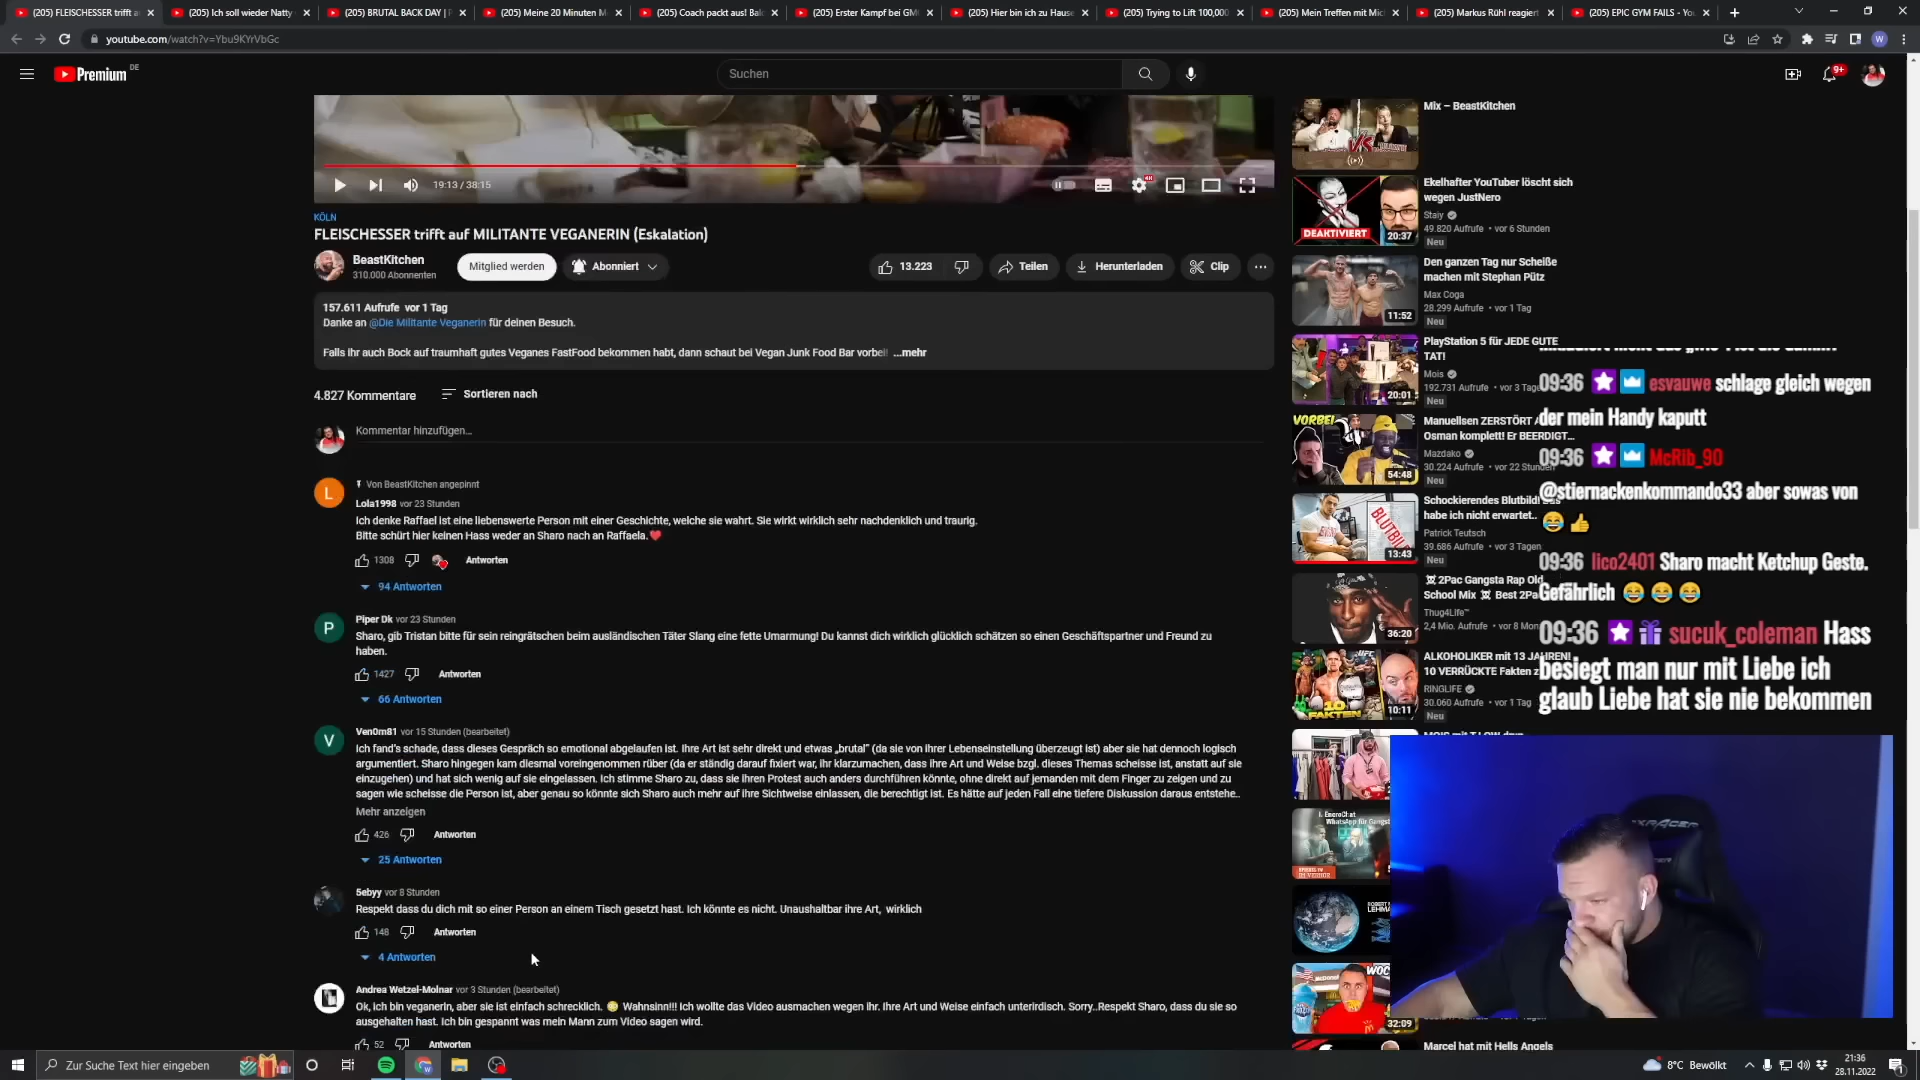 (205) FLEISCHESSER trifft a
(205) Ich soll wieder Natty
(205) BRUTAL BACK DAY | P
(205) Meine 20 Minuten M
(205) Coach packt aus! Bak
(205) Erster Kampf bei GM
(205) Hier bin ich zu Hause
(205) Trying to Lift 100,000
(205) Mein Treffen mit Mic
(205) Markus Rühl reagiert
(205) EPIC GYM FAILS - You
youtube.com/watch?v=Ybu9KYrVbGc
Premium DE
Suchen
9+
19:13 / 38:15
KÖLN
FLEISCHESSER trifft auf MILITANTE VEGANERIN (Eskalation)
BeastKitchen
310.000 Abonnenten
Mitglied werden
Abonniert
13.223
Teilen
Herunterladen
Clip
157.611 Aufrufe vor 1 Tag
Danke an @Die Militante Veganerin für deinen Besuch.
Falls ihr auch Bock auf traumhaft gutes Veganes FastFood bekommen habt, dann schaut bei Vegan Junk Food Bar vorbei! ...mehr
4.827 Kommentare
Sortieren nach
Kommentar hinzufügen...
Von BeastKitchen angepinnt
L
Lola1998 vor 23 Stunden
Ich denke Raffael ist eine liebenswerte Person mit einer Geschichte, welche sie wahrt. Sie wirkt wirklich sehr nachdenklich und traurig.
Bitte schürt hier keinen Hass weder an Sharo nach an Raffaela.❤️
1308
Antworten
94 Antworten
P
Piper Dk vor 23 Stunden
Sharo, gib Tristan bitte für sein reingrätschen beim ausländischen Täter Slang eine fette Umarmung! Du kannst dich wirklich glücklich schätzen so einen Geschäftspartner und Freund zu
haben.
1427
Antworten
66 Antworten
V
Ven0m81 vor 15 Stunden (bearbeitet)
Ich fand's schade, dass dieses Gespräch so emotional abgelaufen ist. Ihre Art ist sehr direkt und etwas „brutal" (da sie von ihrer Lebenseinstellung überzeugt ist) aber sie hat dennoch logisch
argumentiert. Sharo hingegen kam diesmal voreingenommen rüber (da er ständig darauf fixiert war, ihr klarzumachen, dass ihre Art und Weise bzgl. dieses Themas scheisse ist, anstatt auf sie
einzugehen) und hat sich wenig auf sie eingelassen. Ich stimme Sharo zu, dass sie ihren Protest auch anders durchführen könnte, ohne direkt auf jemanden mit dem Finger zu zeigen und zu
sagen wie scheisse die Person ist, aber genau so könnte sich Sharo auch mehr auf ihre Sichtweise einlassen, die berechtigt ist. Es hätte auf jeden Fall eine tiefere Diskussion daraus entstehe..
Mehr anzeigen
426
Antworten
25 Antworten
5ebyy vor 8 Stunden
Respekt dass du dich mit so einer Person an einem Tisch gesetzt hast. Ich könnte es nicht. Unaushaltbar ihre Art, wirklich
148
Antworten
4 Antworten
Andrea Wetzel-Molnar vor 3 Stunden (bearbeitet)
Ok, ich bin veganerin, aber sie ist einfach schrecklich. 😳 Wahnsinn!!! Ich wollte das Video ausmachen wegen ihr. Ihre Art und Weise einfach unterirdisch. Sorry..Respekt Sharo, dass du sie so
ausgehalten hast. Ich bin gespannt was mein Mann zum Video sagen wird.
52
Antworten
VS
Mix – BeastKitchen
DEAKTIVIERT
20:37
Ekelhafter YouTuber löscht sich
wegen JustNero
Staiy
49.820 Aufrufe • vor 6 Stunden
Neu
11:52
Den ganzen Tag nur Scheiße
machen mit Stephan Pütz
Max Coga
28.299 Aufrufe • vor 1 Tag
Neu
20:01
PlayStation 5 für JEDE GUTE
TAT!
Mois
192.731 Aufrufe • vor 3 Tage
Neu
VORBEI
54:48
Manuellsen ZERSTÖRT A
Osman komplett! Er BEERDIGT...
Mazdako
30.224 Aufrufe • vor 22 Stunden
Neu
BLUTBILD
13:43
Schockierendes Blutbild! Das
habe ich nicht erwartet..
Patrick Teutsch
39.686 Aufrufe • vor 3 Tagen
Neu
36:20
☠️ 2Pac Gangsta Rap Old
School Mix ☠️ Best 2Pa
Thug4Life™
2,4 Mio. Aufrufe • vor 8 Mon
10 FAKTEN
10:11
ALKOHOLIKER mit 13 JAHREN!
10 VERRÜCKTE Fakten z
RINGLIFE
30.060 Aufrufe • vor 1 Tag
Neu
32:09
Marcel hat mit Hells Angels
09:36 esvauwe schlage gleich wegen
der mein Handy kaputt
09:36 McRib_90
@stiernackenkommando33 aber sowas von
😂 👍
09:36 lico2401 Sharo macht Ketchup Geste.
Gefährlich 😂 😂 😂
09:36 sucuk_coleman Hass
besiegt man nur mit Liebe ich
glaub Liebe hat sie nie bekommen
Zur Suche Text hier eingeben
8°C Bewölkt
21:36
28.11.2022